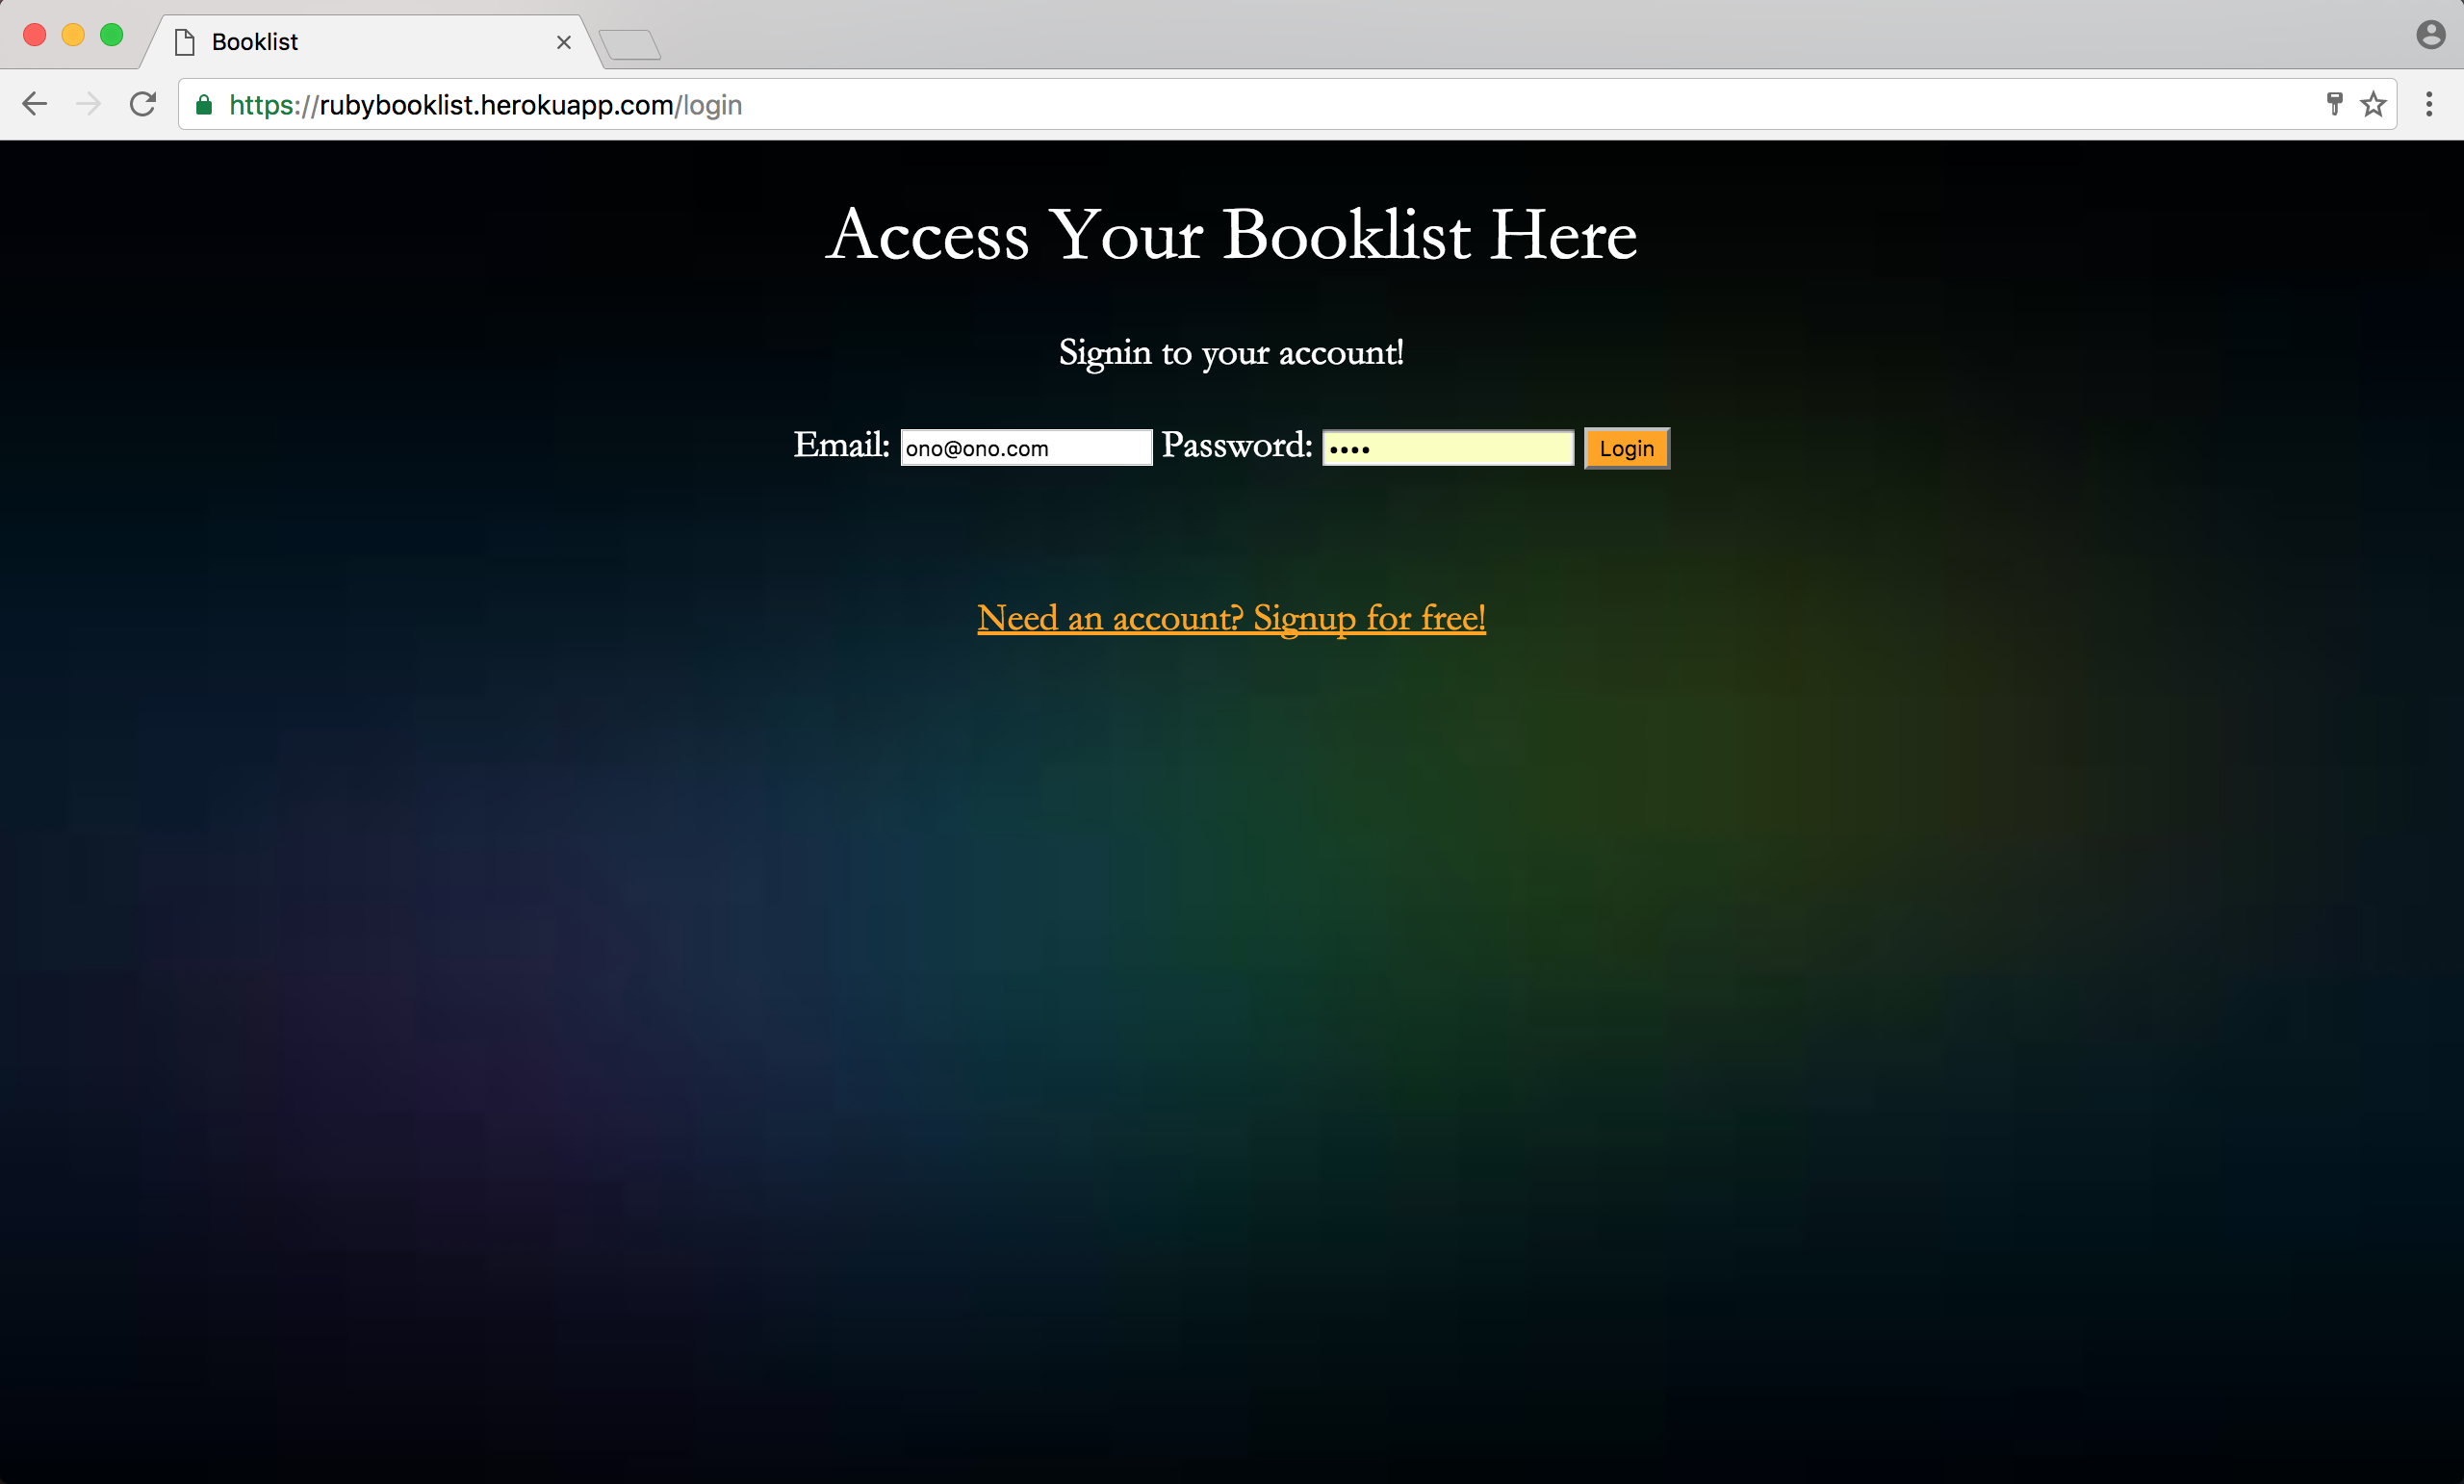 Booklist
https://rubybooklist.herokuapp.com/login
Access Your Booklist Here
Signin to your account!
Email: ono@ono.com Password: •••• Login
Need an account? Signup for free!